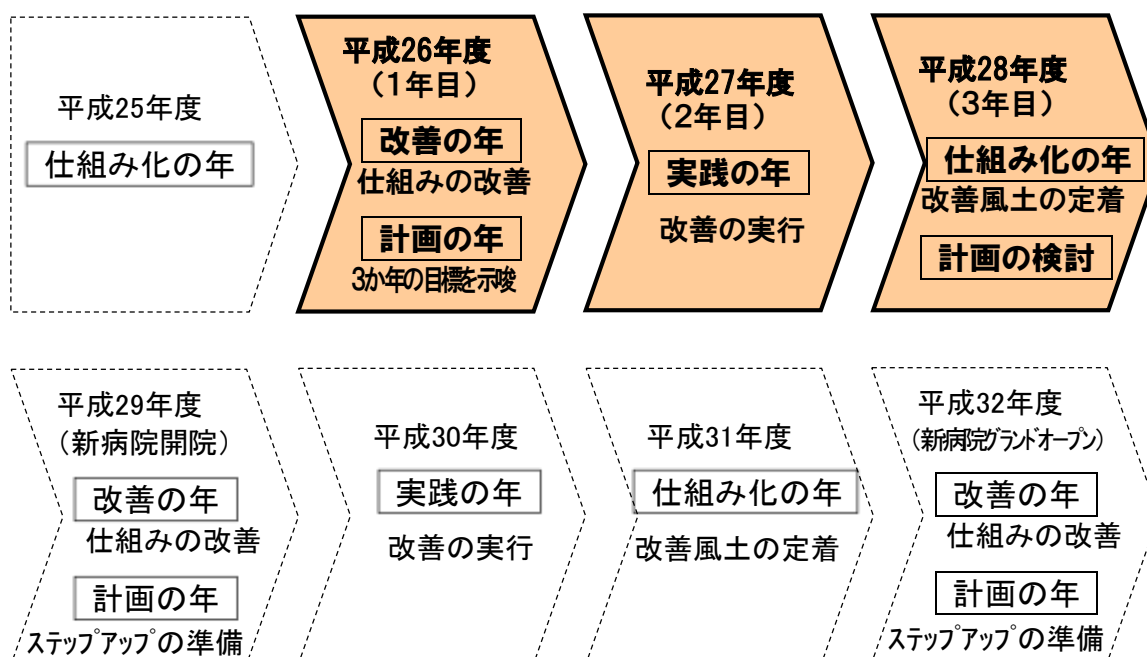 平成25年度
仕組み化の年
平成26年度
（1年目）
改善の年
仕組みの改善
計画の年
3か年の目標を示唆
平成27年度
（2年目）
実践の年
改善の実行
平成28年度
（3年目）
仕組み化の年
改善風土の定着
計画の検討
平成29年度
（新病院開院）
改善の年
仕組みの改善
計画の年
ステップアップの準備
平成30年度
実践の年
改善の実行
平成31年度
仕組み化の年
改善風土の定着
平成32年度
（新病院グランドオープン）
改善の年
仕組みの改善
計画の年
ステップアップの準備